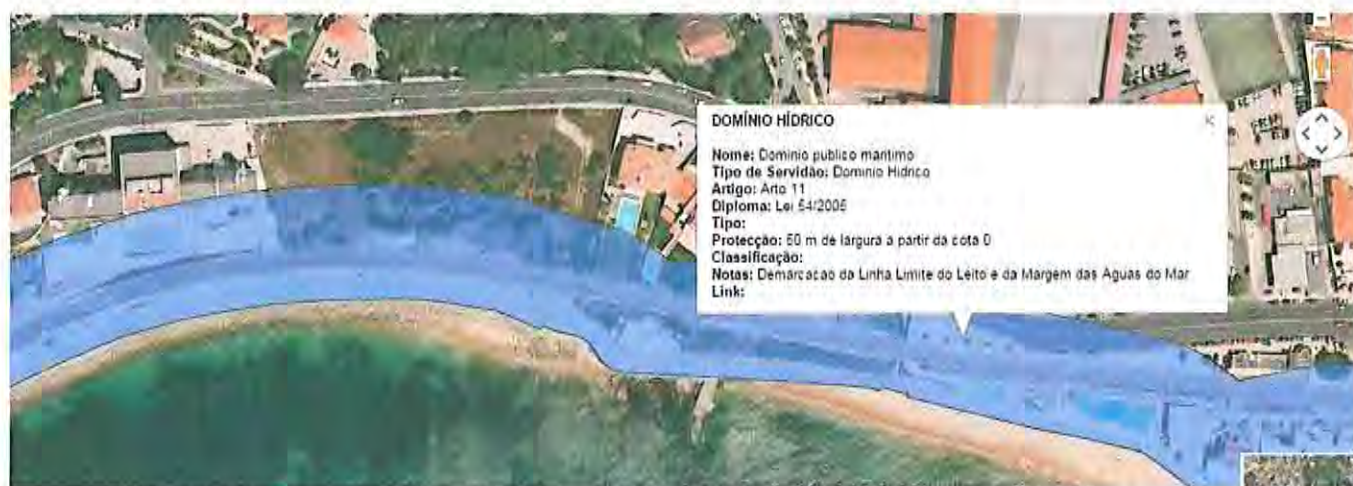 DOMÍNIO HÍDRICO
Nome: Dominio publico maritimo
Tipo de Servidão: Dominio Hidrico
Artigo: Arto 11
Diploma: Lei 54/2005
Tipo:
Protecção: 50 m de largura a partir da cota 0
Classificação:
Notas: Demarcacao da Linha Limite do Leito e da Margem das Aguas do Mar
Link: